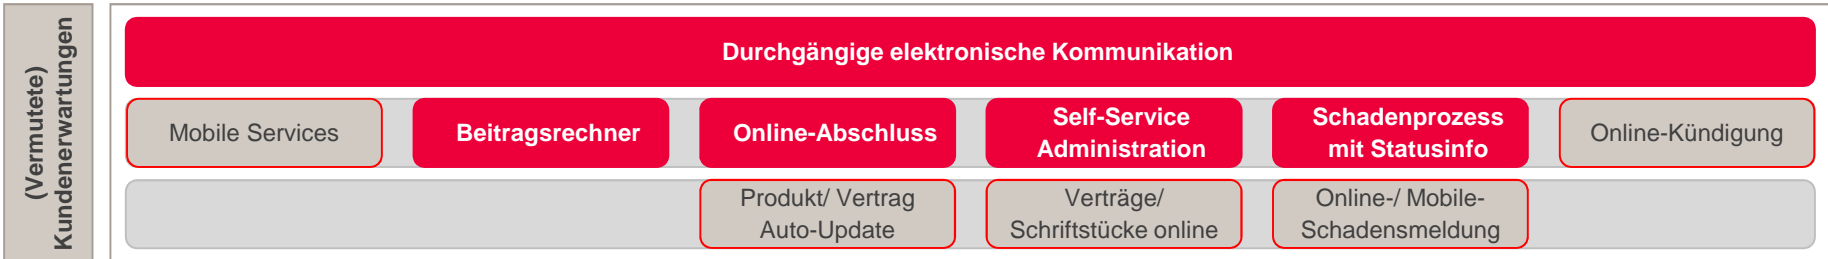 (Vermutete)
Kundenerwartungen
Durchgängige elektronische Kommunikation
Mobile Services
Beitragsrechner
Online-Abschluss
Self-Service
Administration
Schadenprozess
mit Statusinfo
Online-Kündigung
Produkt/ Vertrag
Auto-Update
Verträge/
Schriftstücke online
Online-/ Mobile-
Schadensmeldung